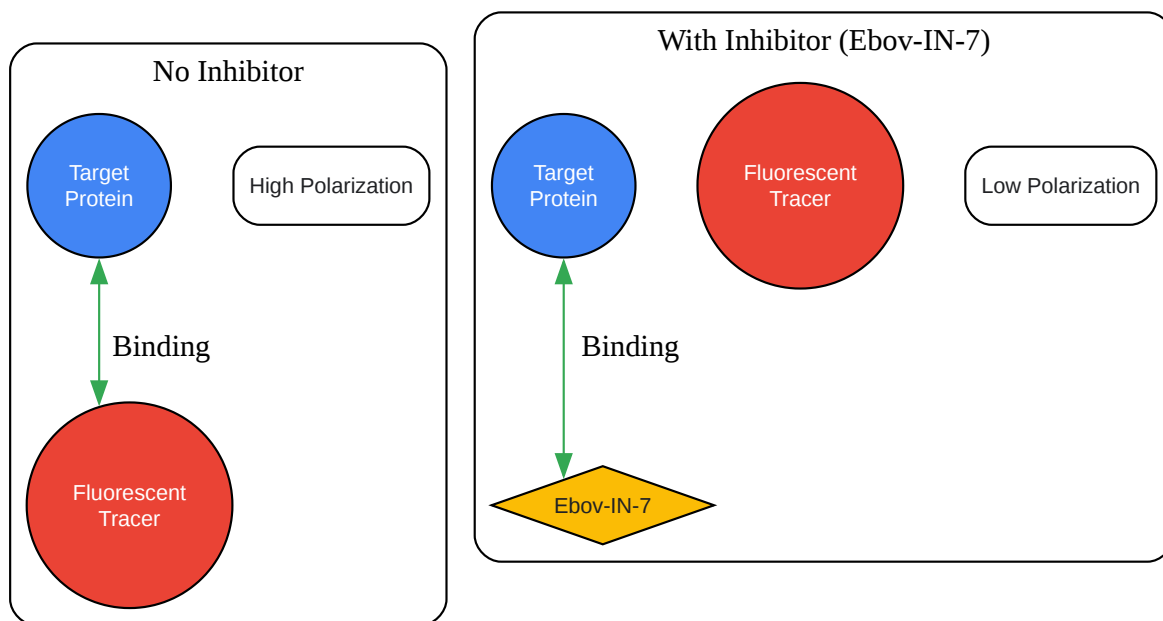 No Inhibitor
Target
Protein
High Polarization
Binding
Fluorescent
Tracer
With Inhibitor (Ebov-IN-7)
Target
Protein
Fluorescent
Tracer
Low Polarization
Binding
Ebov-IN-7